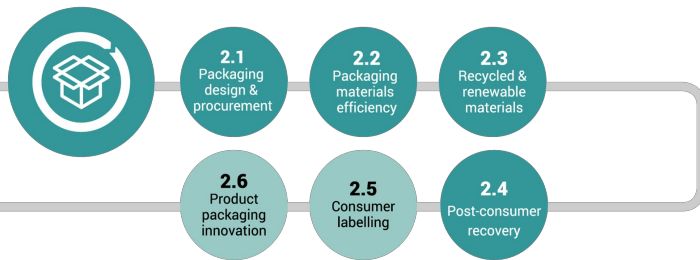 2.1
Packaging
design &
procurement
2.2
Packaging
materials
efficiency
2.3
Recycled &
renewable
materials
2.4
Post-consumer
recovery
2.5
Consumer
labelling
2.6
Product
packaging
innovation